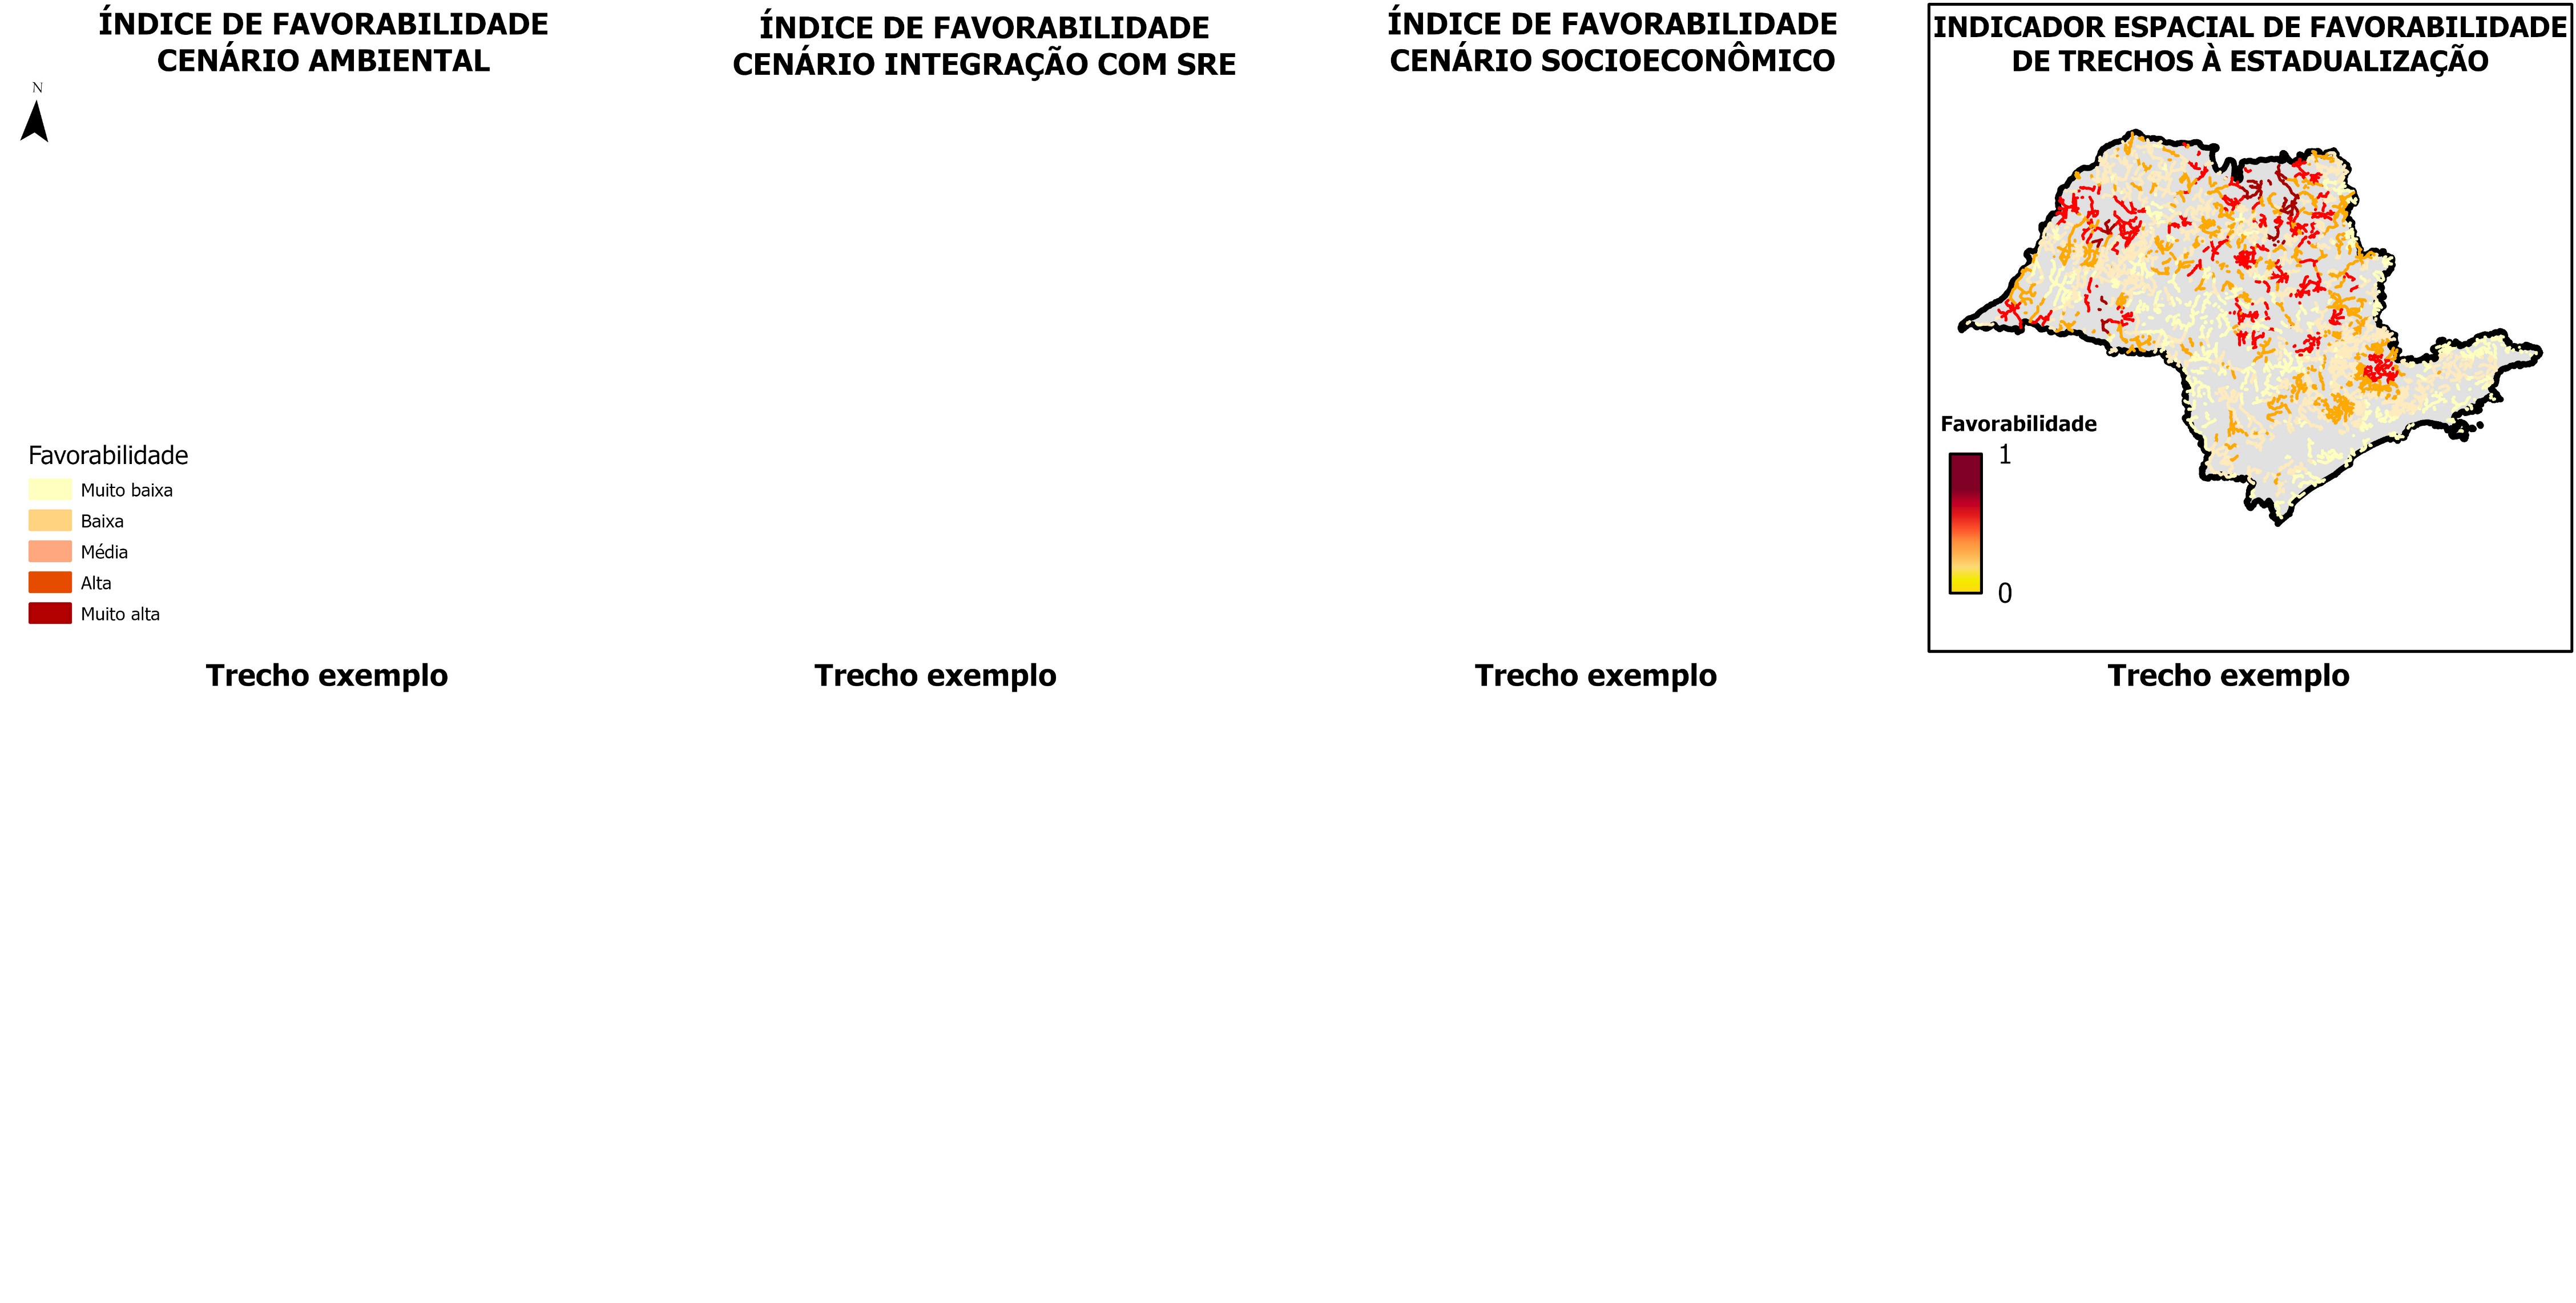 ÍNDICE DE FAVORABILIDADE
CENÁRIO AMBIENTAL
N
Favorabilidade
Muito baixa
Baixa
Média
Alta
Muito alta
Trecho exemplo
ÍNDICE DE FAVORABILIDADE
CENÁRIO INTEGRAÇÃO COM SRE
Trecho exemplo
ÍNDICE DE FAVORABILIDADE
CENÁRIO SOCIOECONÔMICO
Trecho exemplo
INDICADOR ESPACIAL DE FAVORABILIDADE
DE TRECHOS À ESTADUALIZAÇÃO
Favorabilidade
1
0
Trecho exemplo